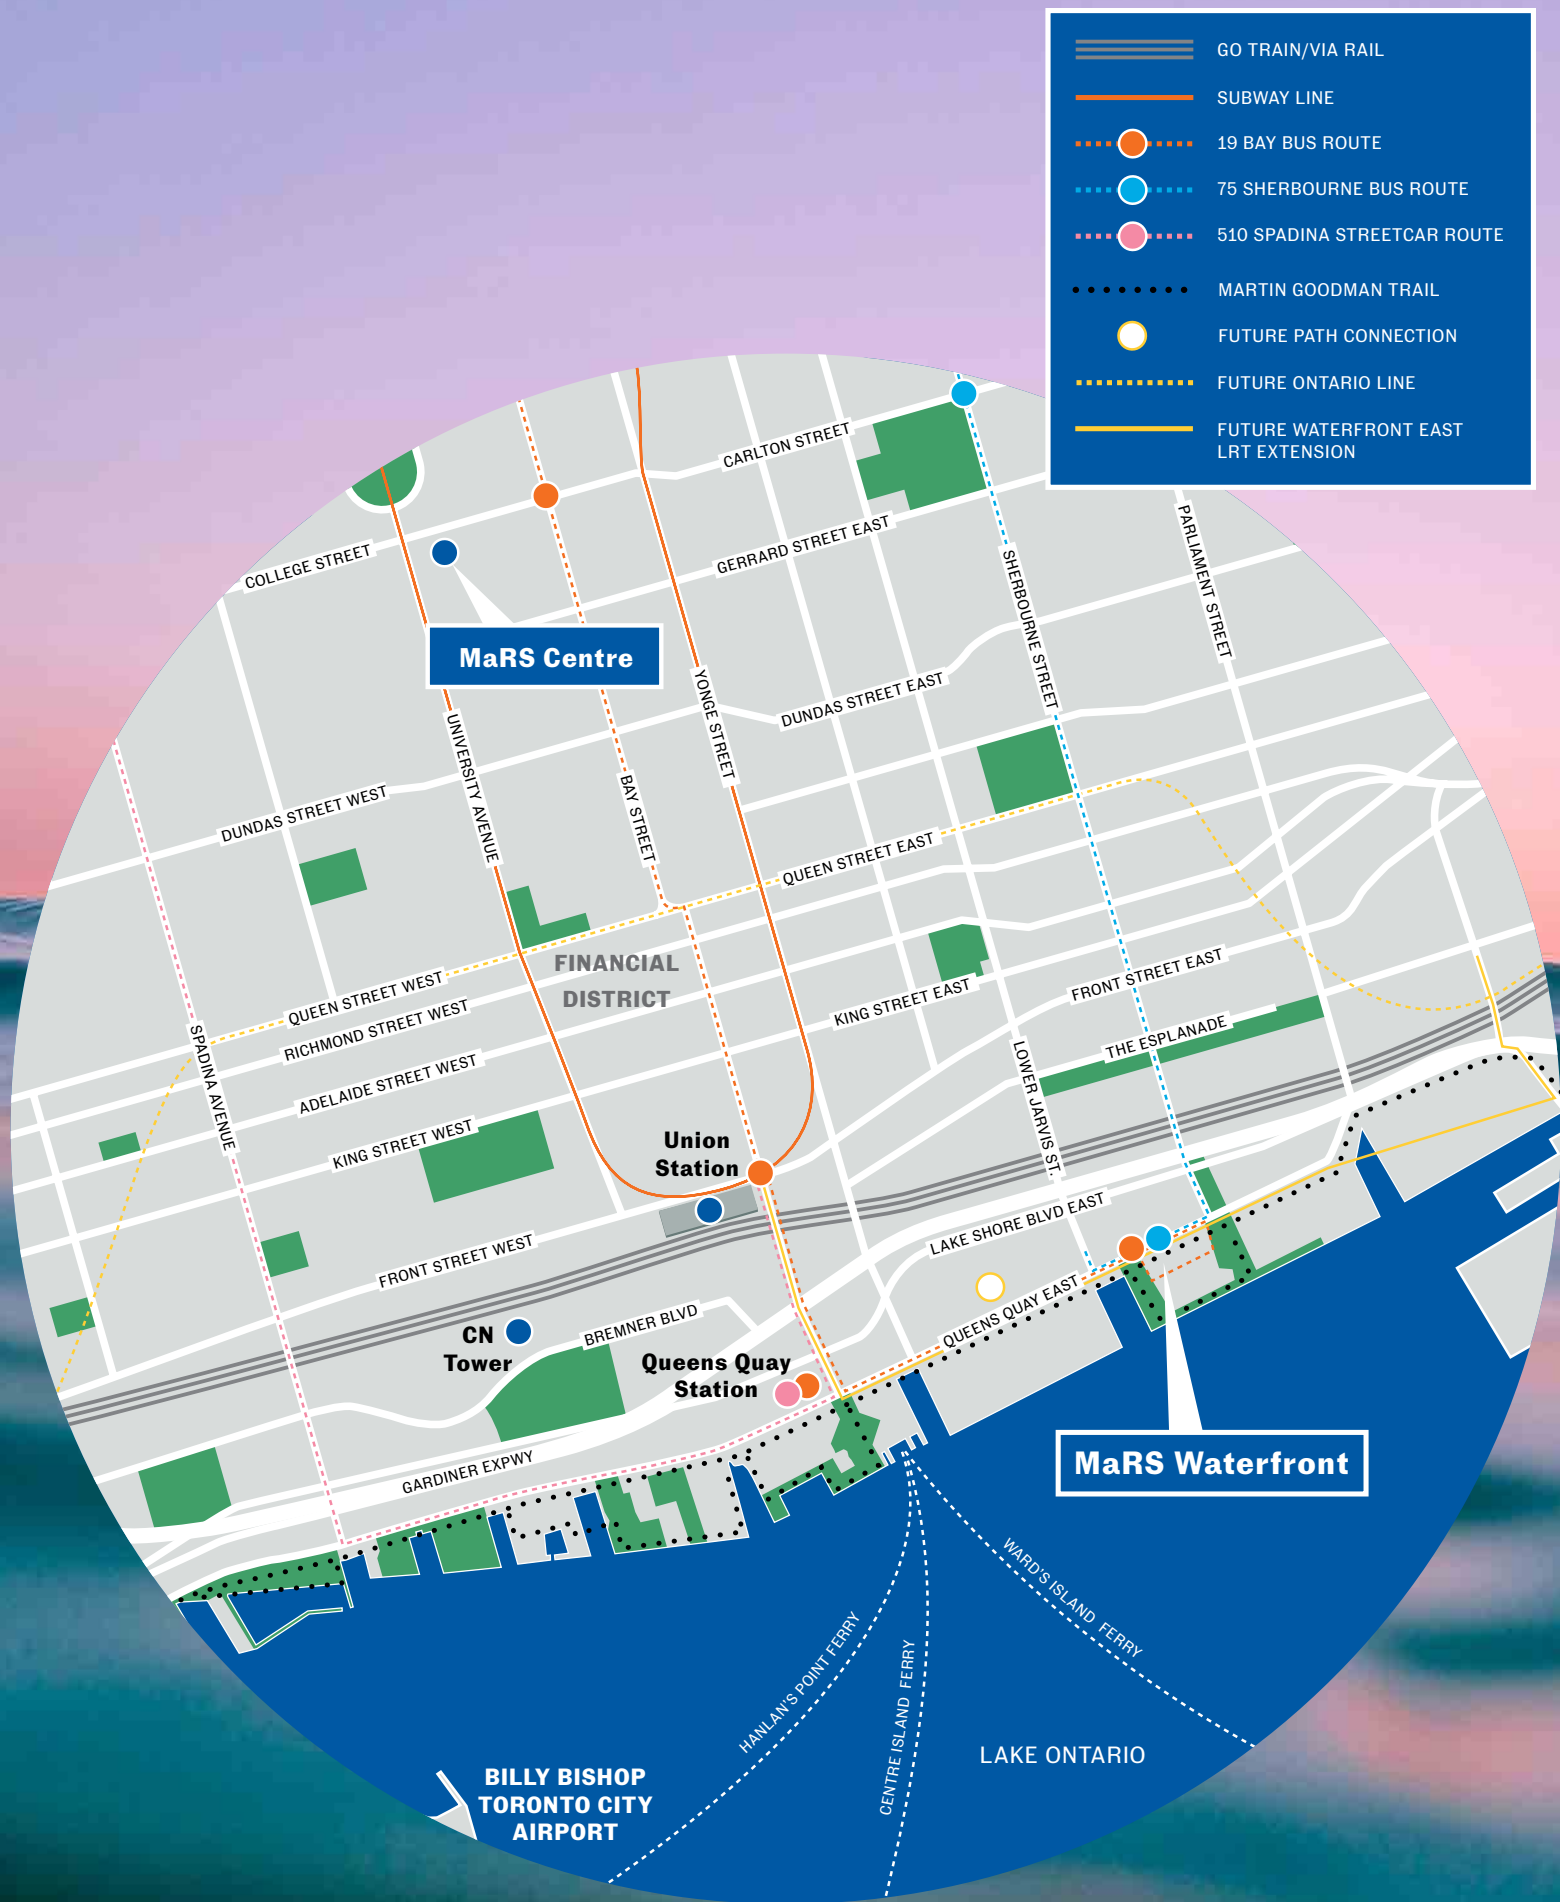 GO TRAIN/VIA RAIL
SUBWAY LINE
19 BAY BUS ROUTE
75 SHERBOURNE BUS ROUTE
510 SPADINA STREETCAR ROUTE
MARTIN GOODMAN TRAIL
FUTURE PATH CONNECTION
FUTURE ONTARIO LINE
FUTURE WATERFRONT EAST
LRT EXTENSION
CARLTON STREET
COLLEGE STREET
GERRARD STREET EAST
PARLIAMENT STREET
SHERBOURNE STREET
MaRS Centre
YONGE STREET
DUNDAS STREET EAST
UNIVERSITY AVENUE
BAY STREET
DUNDAS STREET WEST
QUEEN STREET EAST
FINANCIAL
DISTRICT
QUEEN STREET WEST
RICHMOND STREET WEST
ADELAIDE STREET WEST
KING STREET WEST
SPADINA AVENUE
KING STREET EAST
FRONT STREET EAST
THE ESPLANADE
LOWER JARVIS ST.
Union
Station
LAKE SHORE BLVD EAST
FRONT STREET WEST
QUEENS QUAY EAST
CN
Tower
BREMNER BLVD
Queens Quay
Station
GARDINER EXPWY
MaRS Waterfront
HANLAN'S POINT FERRY
CENTRE ISLAND FERRY
WARD'S ISLAND FERRY
LAKE ONTARIO
BILLY BISHOP
TORONTO CITY
AIRPORT